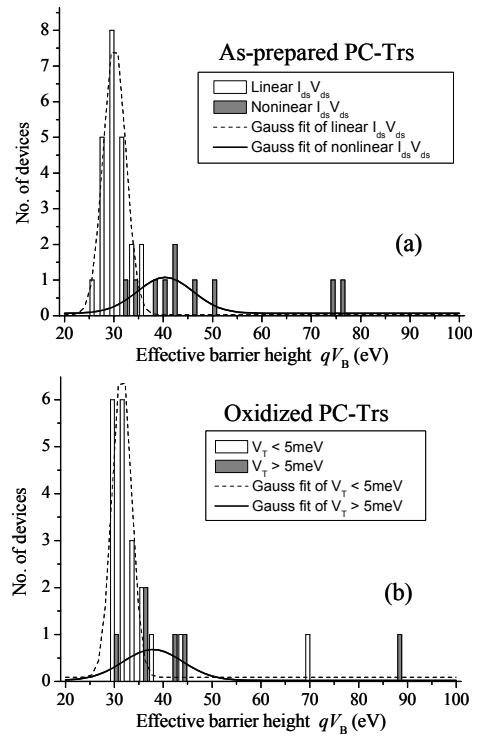 As-prepared PC-Trs
Linear IdsVds
Nonlinear IdsVds
Gauss fit of linear IdsVds
Gauss fit of nonlinear IdsVds
(a)
No. of devices
8
7
6
5
4
3
2
1
0
20 30 40 50 60 70 80 90 100
Effective barrier height qVB (eV)
Oxidized PC-Trs
VT < 5meV
VT > 5meV
Gauss fit of VT < 5meV
Gauss fit of VT > 5meV
(b)
No. of devices
6
5
4
3
2
1
0
20 30 40 50 60 70 80 90 100
Effective barrier height qVB (eV)